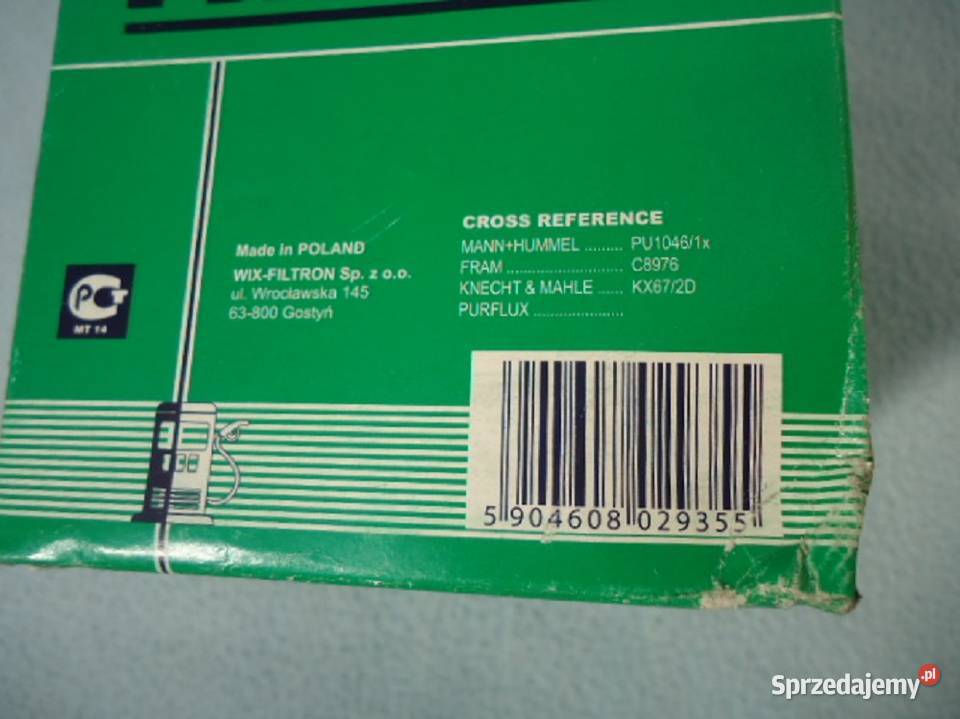 Made in POLAND
WIX-FILTRON Sp. z o.o.
ul. Wrocławska 145
63-800 Gostyń
CROSS REFERENCE
MANN+HUMMEL ......... PU1046/1x
FRAM ........................... C8976
KNECHT & MAHLE ...... KX67/2D
PURFLUX .....................
РСТ
MT 14
5 904608 029355
Sprzedajemy.pl